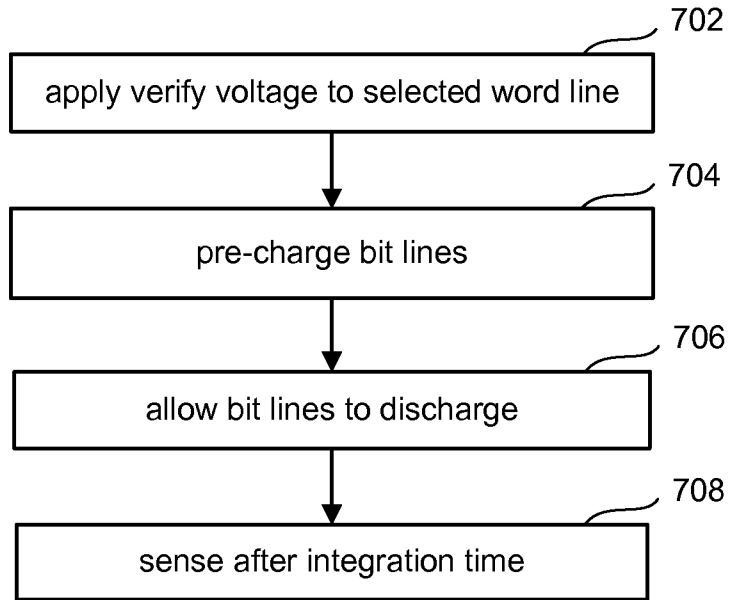 702
apply verify voltage to selected word line
704
pre-charge bit lines
706
allow bit lines to discharge
708
sense after integration time